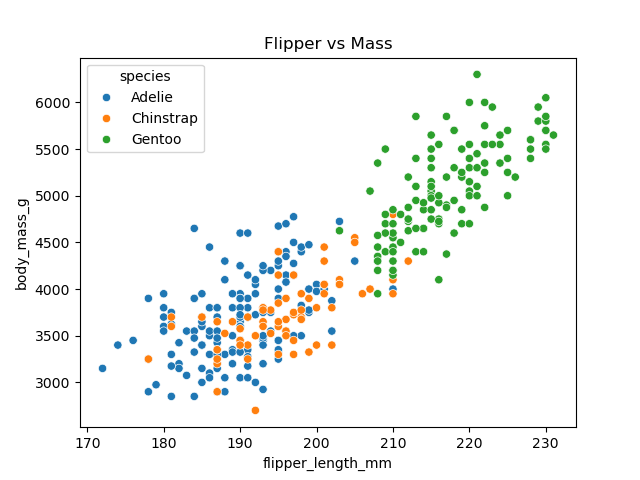 Flipper vs Mass
species
Adelie
Chinstrap
Gentoo
6000
5500
5000
4500
4000
3500
3000
body_mass_g
170 180 190 200 210 220 230
flipper_length_mm